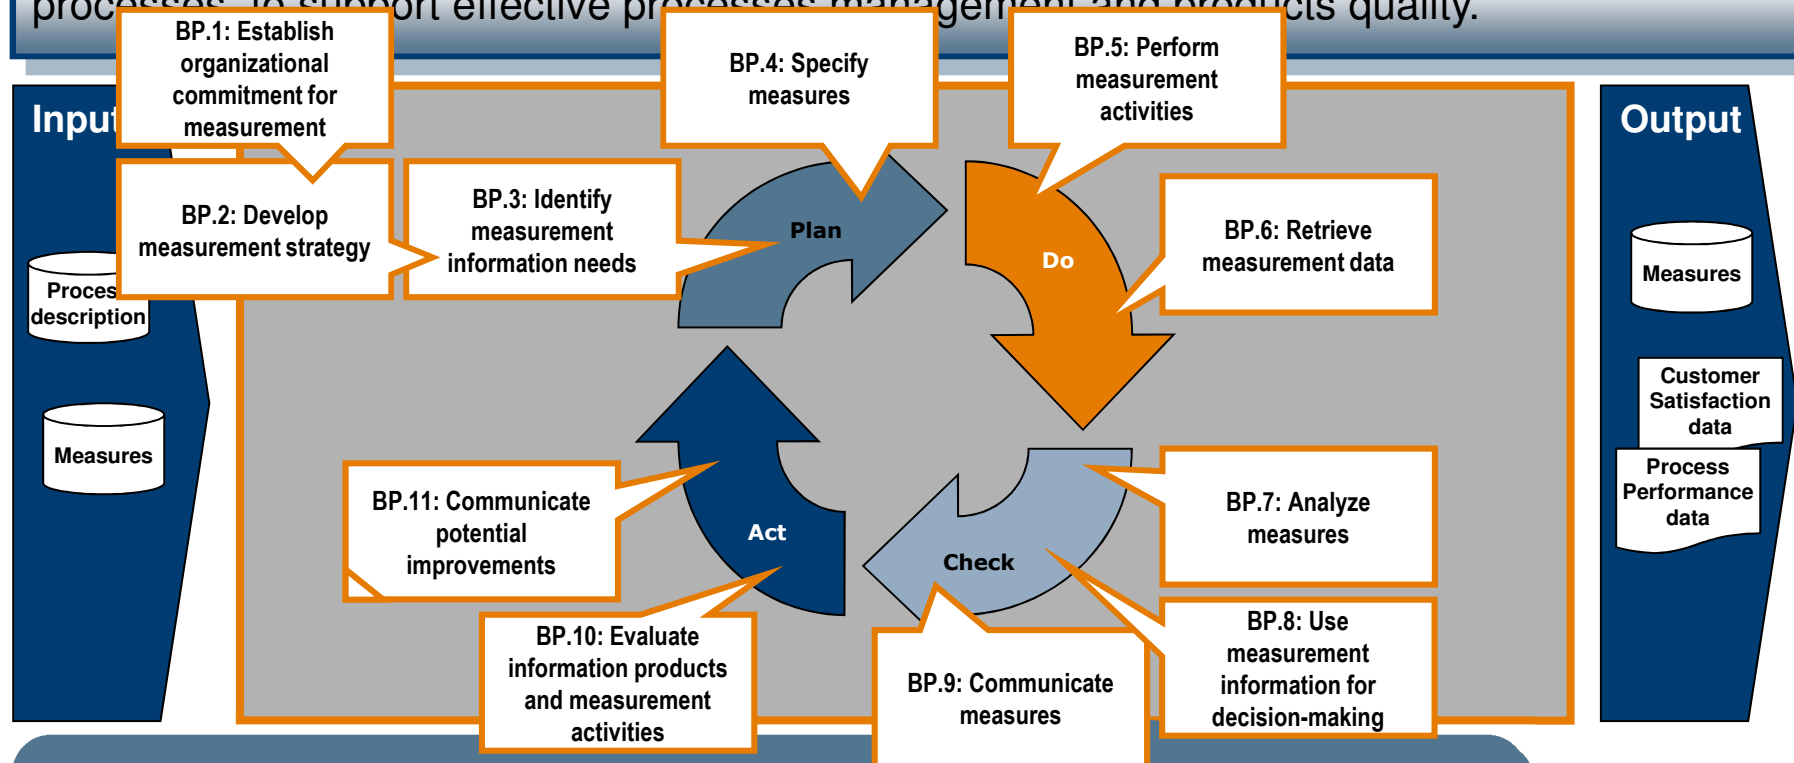 processes, to support effective processes management and products quality.
BP.1: Establish
organizational
commitment for
measurement
BP.4: Specify
measures
BP.5: Perform
measurement
activities
Input
Output
BP.2: Develop
measurement strategy
BP.3: Identify
measurement
information needs
Plan
Do
BP.6: Retrieve
measurement data
Process
description
Measures
Measures
Customer
Satisfaction
data
Process
Performance
data
BP.11: Communicate
potential
improvements
Act
Check
BP.7: Analyze
measures
BP.10: Evaluate
information products
and measurement
activities
BP.9: Communicate
measures
BP.8: Use
measurement
information for
decision-making